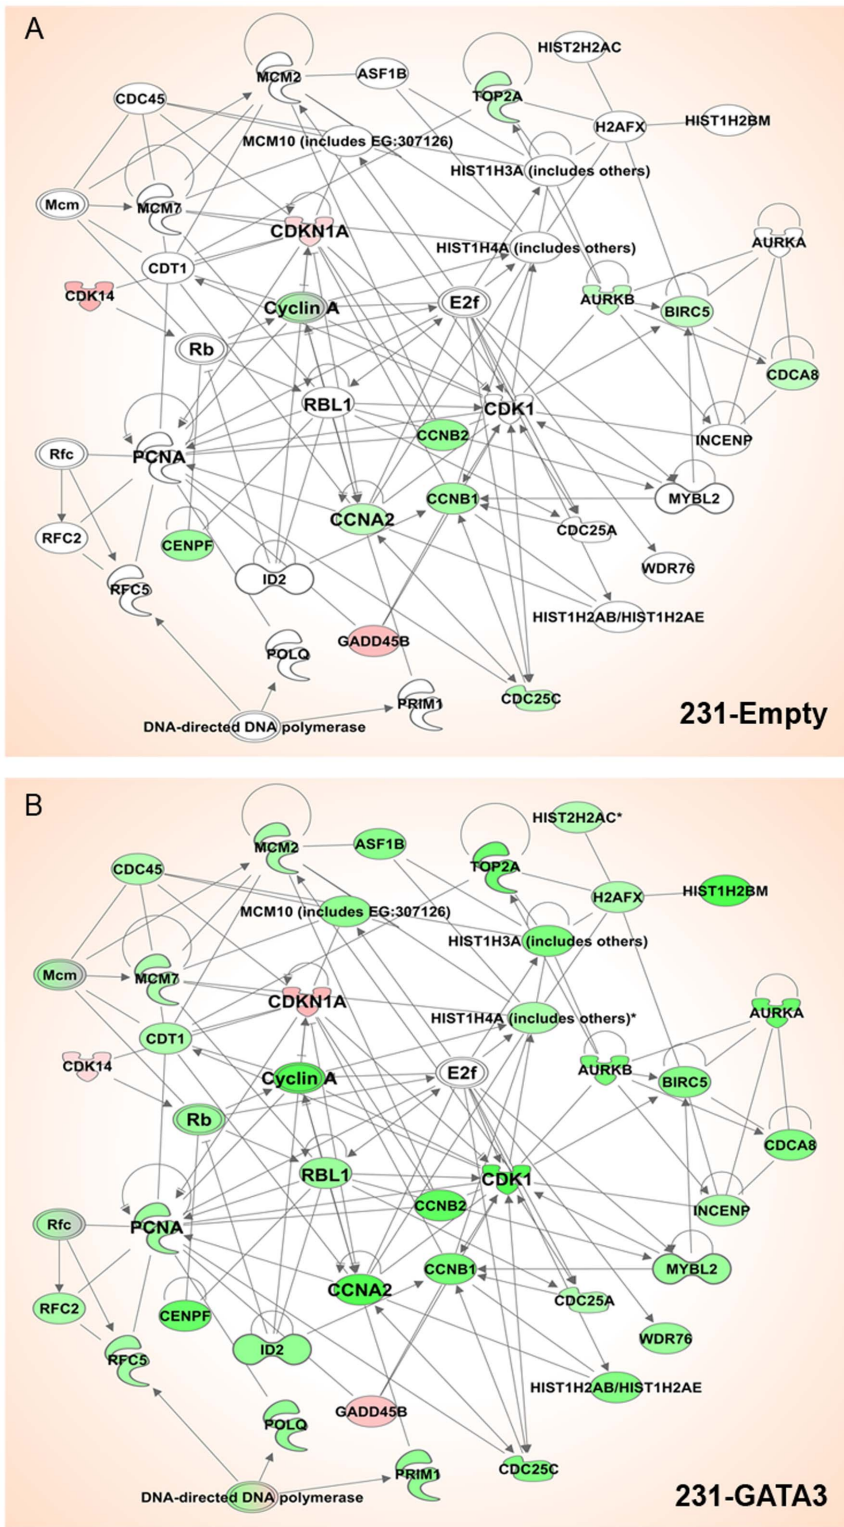 A
HIST2H2AC
MCM2
ASF1B
CDC45
TOP2A
H2AFX
HIST1H2BM
MCM10 (includes EG:307126)
HIST1H3A (includes others)
Mcm
MCM7
CDKN1A
HIST1H4A (includes others)
AURKA
CDT1
CDK14
Cyclin A
E2f
AURKB
BIRC5
Rb
CDCA8
RBL1
CDK1
CCNB2
INCENP
Rfc
PCNA
CCNB1
MYBL2
CCNA2
CDC25A
RFC2
CENPF
WDR76
ID2
RFC5
HIST1H2AB/HIST1H2AE
GADD45B
POLQ
PRIM1
CDC25C
DNA-directed DNA polymerase
231-Empty
B
HIST2H2AC*
MCM2
ASF1B
CDC45
TOP2A
H2AFX
HIST1H2BM
MCM10 (includes EG:307126)
HIST1H3A (includes others)
Mcm
MCM7
CDKN1A
HIST1H4A (includes others)*
AURKA
CDT1
CDK14
Cyclin A
E2f
AURKB
BIRC5
Rb
CDCA8
RBL1
CDK1
CCNB2
INCENP
Rfc
PCNA
CCNB1
MYBL2
CCNA2
CDC25A
RFC2
CENPF
WDR76
ID2
RFC5
HIST1H2AB/HIST1H2AE
GADD45B
POLQ
PRIM1
CDC25C
DNA-directed DNA polymerase
231-GATA3